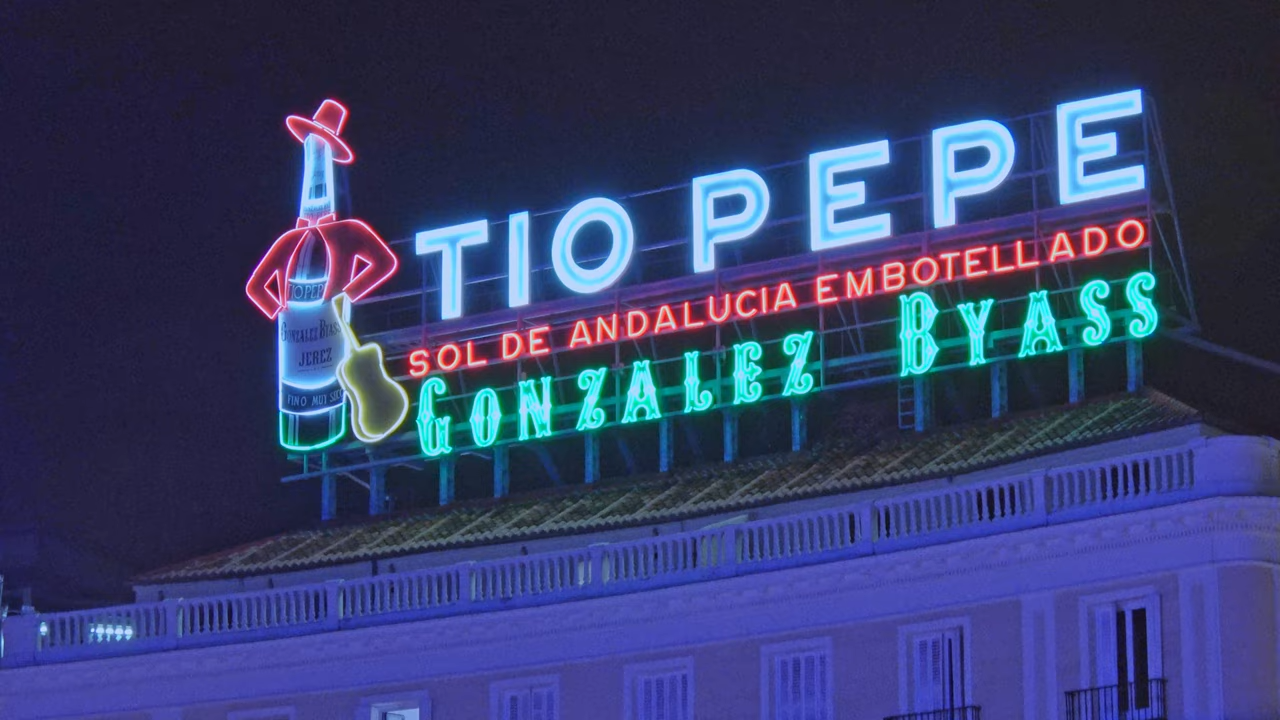 TIO PEPE
SOL DE ANDALUCIA EMBOTELLADO
GONZALEZ BYASS
TIO PEPE
GONZALEZ BYASS
JEREZ
FINO MUY SECO